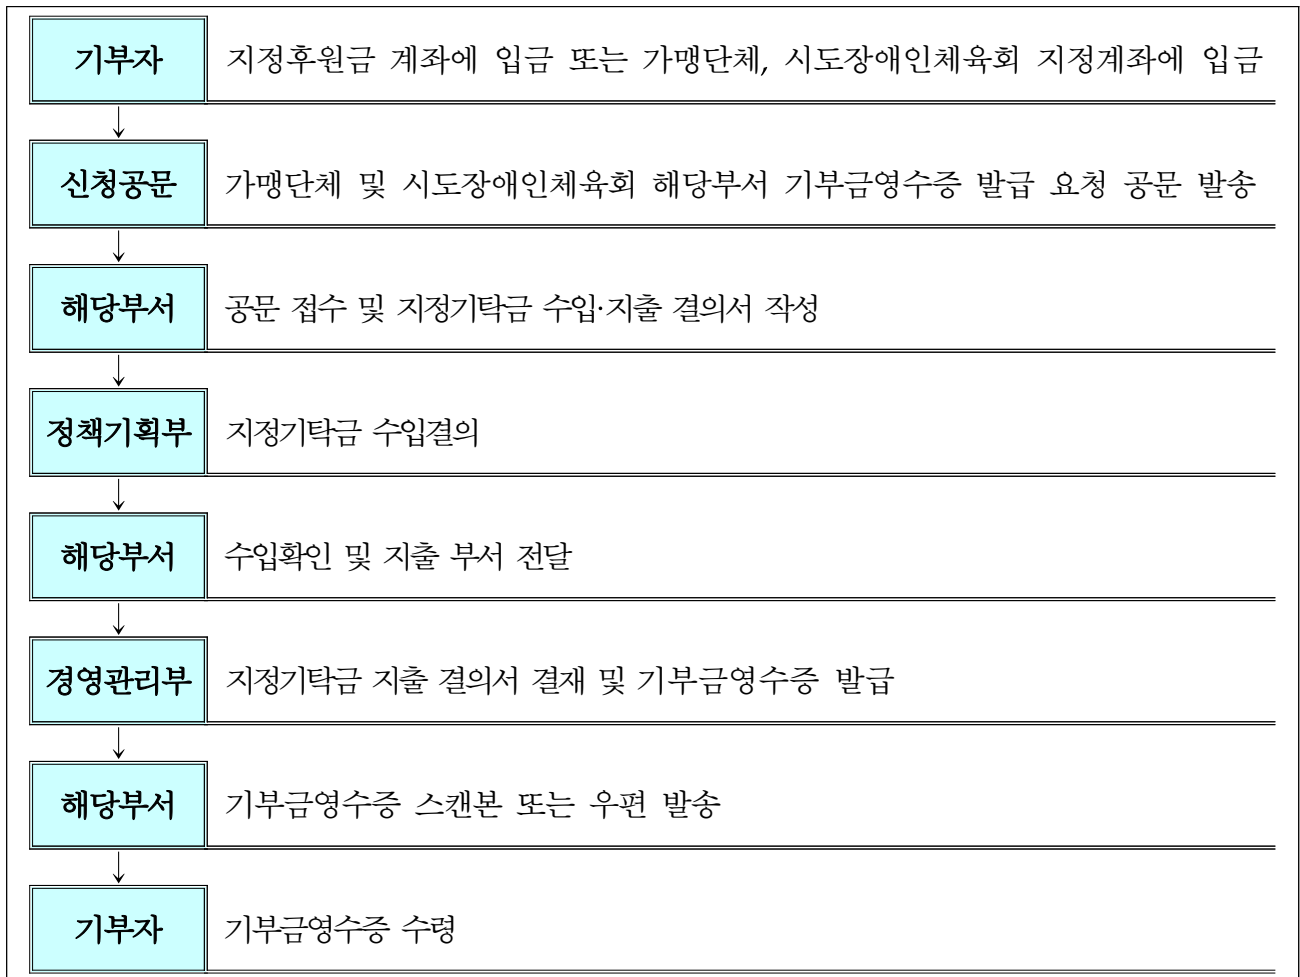 기부자 지정후원금 계좌에 입금 또는 가맹단체, 시도장애인체육회 지정계좌에 입금
신청공문 가맹단체 및 시도장애인체육회 해당부서 기부금영수증 발급 요청 공문 발송
해당부서 공문 접수 및 지정기탁금 수입·지출 결의서 작성
정책기획부 지정기탁금 수입결의
해당부서 수입확인 및 지출 부서 전달
경영관리부 지정기탁금 지출 결의서 결재 및 기부금영수증 발급
해당부서 기부금영수증 스캔본 또는 우편 발송
기부자 기부금영수증 수령